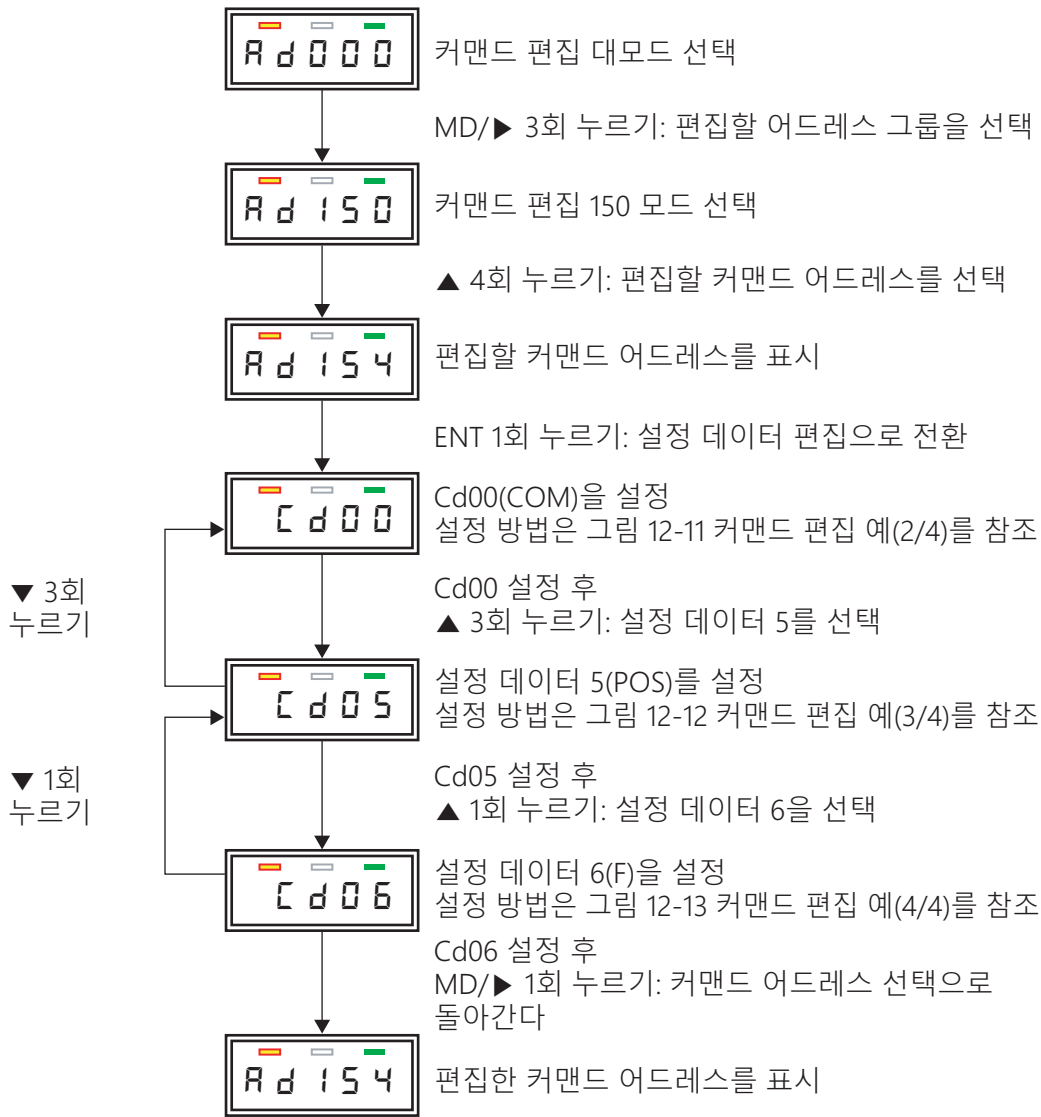 Ad000
커맨드 편집 대모드 선택
MD/▶ 3회 누르기: 편집할 어드레스 그룹을 선택
Ad150
커맨드 편집 150 모드 선택
▲ 4회 누르기: 편집할 커맨드 어드레스를 선택
Ad154
편집할 커맨드 어드레스를 표시
ENT 1회 누르기: 설정 데이터 편집으로 전환
Cd00
Cd00(COM)을 설정
설정 방법은 그림 12-11 커맨드 편집 예(2/4)를 참조
▼ 3회
누르기
Cd00 설정 후
▲ 3회 누르기: 설정 데이터 5를 선택
Cd05
설정 데이터 5(POS)를 설정
설정 방법은 그림 12-12 커맨드 편집 예(3/4)를 참조
▼ 1회
누르기
Cd05 설정 후
▲ 1회 누르기: 설정 데이터 6을 선택
Cd06
설정 데이터 6(F)을 설정
설정 방법은 그림 12-13 커맨드 편집 예(4/4)를 참조
Cd06 설정 후
MD/▶ 1회 누르기: 커맨드 어드레스 선택으로
돌아간다
Ad154
편집한 커맨드 어드레스를 표시